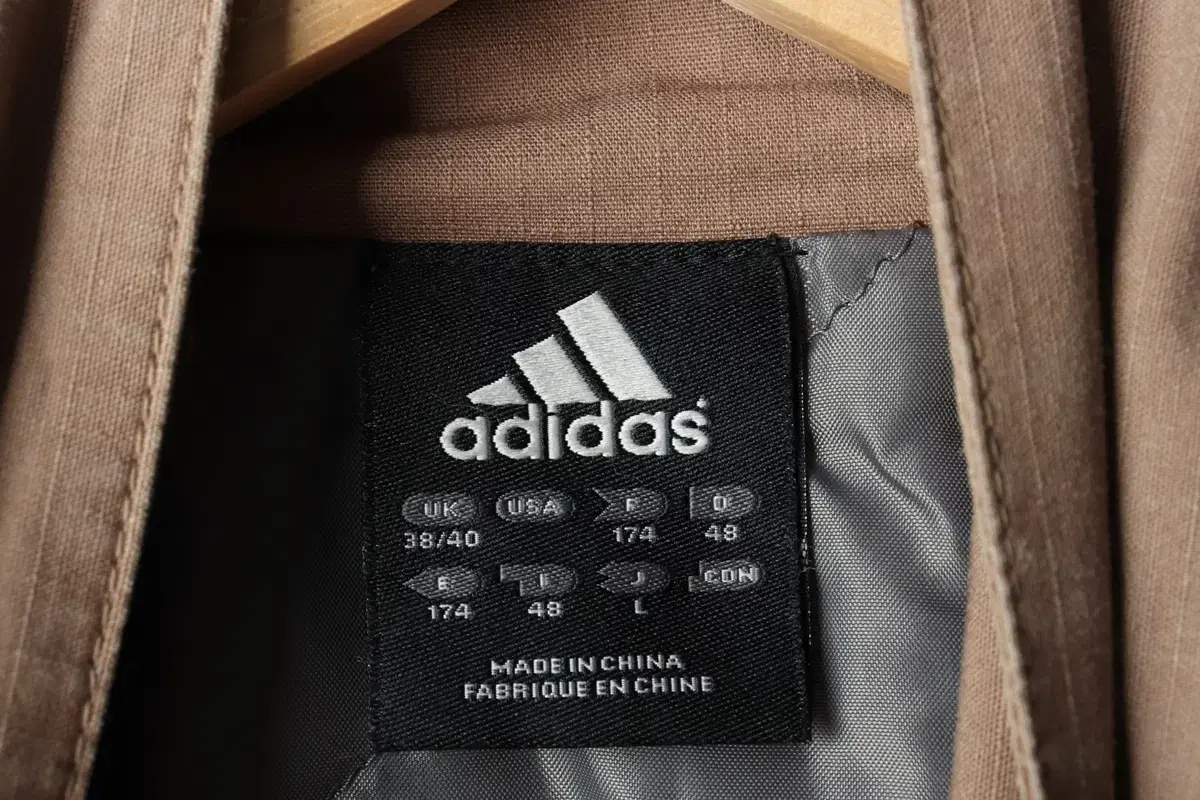 adidas
UK USA F D
38/40 174 48
E I J CDN
174 48 L
MADE IN CHINA
FABRIQUE EN CHINE